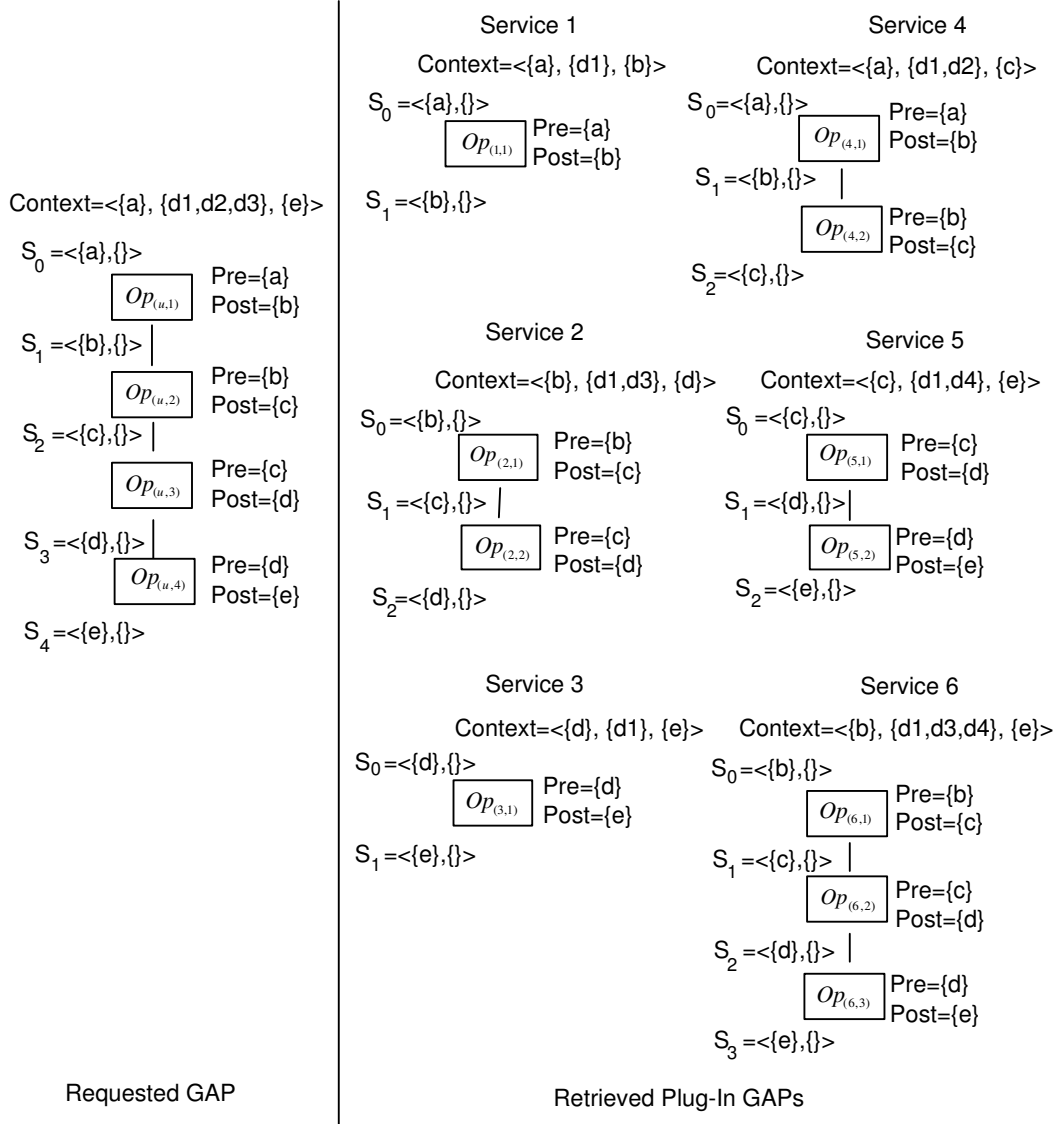 Context=<{a}, {d1,d2,d3}, {e}>
S0 =<{a},{}>
Op(u,1)
Pre={a}
Post={b}
S1 =<{b},{}>
Op(u,2)
Pre={b}
Post={c}
S2 =<{c},{}>
Op(u,3)
Pre={c}
Post={d}
S3 =<{d},{}>
Op(u,4)
Pre={d}
Post={e}
S4 =<{e},{}>
Requested GAP
Service 1
Context=<{a}, {d1}, {b}>
S0 =<{a},{}>
Op(1,1)
Pre={a}
Post={b}
S1 =<{b},{}>
Service 2
Context=<{b}, {d1,d3}, {d}>
S0=<{b},{}>
Op(2,1)
Pre={b}
Post={c}
S1 =<{c},{}>
Op(2,2)
Pre={c}
Post={d}
S2=<{d},{}>
Service 3
Context=<{d}, {d1}, {e}>
S0 =<{d},{}>
Op(3,1)
Pre={d}
Post={e}
S1 =<{e},{}>
Service 4
Context=<{a}, {d1,d2}, {c}>
S0=<{a},{}>
Op(4,1)
Pre={a}
Post={b}
S1 =<{b},{}>
Op(4,2)
Pre={b}
Post={c}
S2=<{c},{}>
Service 5
Context=<{c}, {d1,d4}, {e}>
S0 =<{c},{}>
Op(5,1)
Pre={c}
Post={d}
S1 =<{d},{}>
Op(5,2)
Pre={d}
Post={e}
S2=<{e},{}>
Service 6
Context=<{b}, {d1,d3,d4}, {e}>
S0 =<{b},{}>
Op(6,1)
Pre={b}
Post={c}
S1 =<{c},{}>
Op(6,2)
Pre={c}
Post={d}
S2 =<{d},{}>
Op(6,3)
Pre={d}
Post={e}
S3 =<{e},{}>
Retrieved Plug-In GAPs